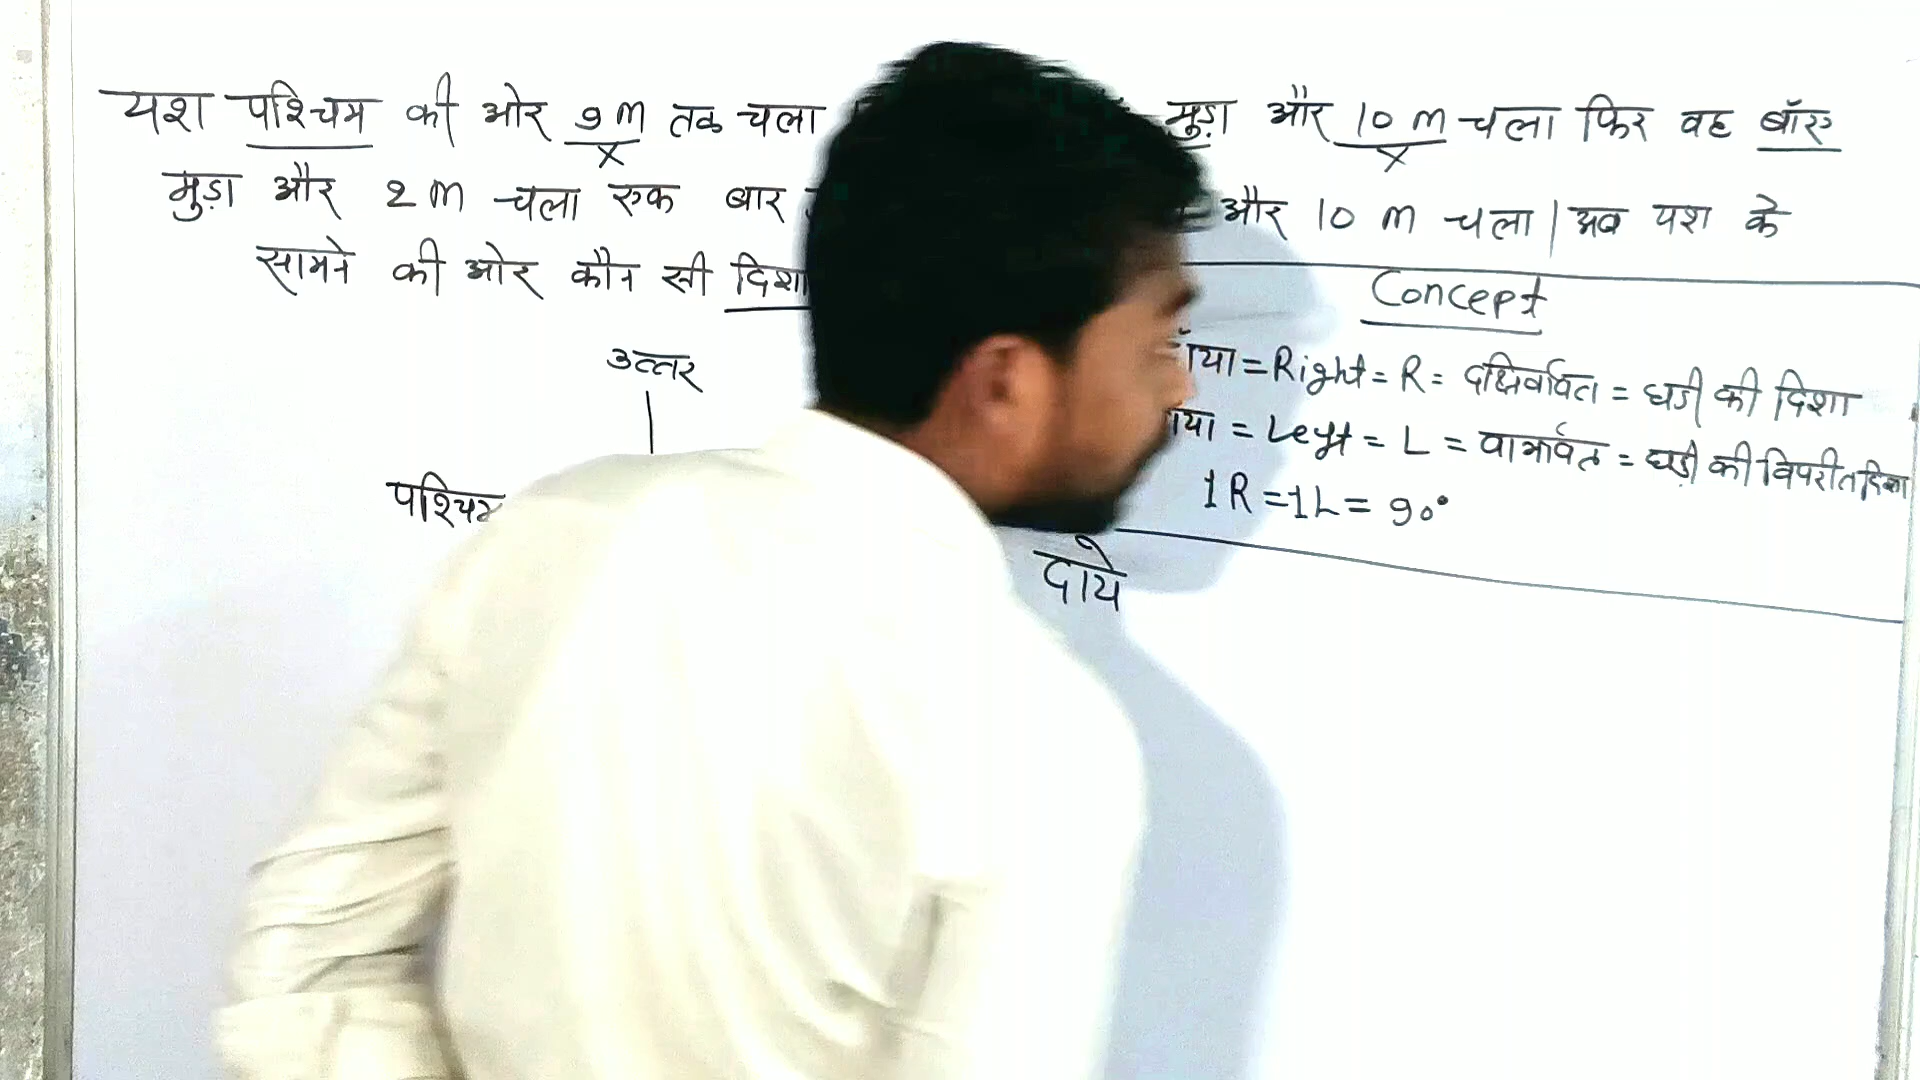 यश पश्चिम की ओर 9 m तक चला मुड़ा और 10 m चला फिर वह बाँए
मुड़ा और 2 m चला एक बार और 10 m चला | अब यश के
सामने की ओर कौन सी दिशा
Concept
उत्तर
= Right = R = दक्षिणावर्ति = घड़ी की दिशा
= Left = L = वामावर्त = घड़ी की विपरीत दिशा
पश्चिम
1R = 1L = 90°
दाये